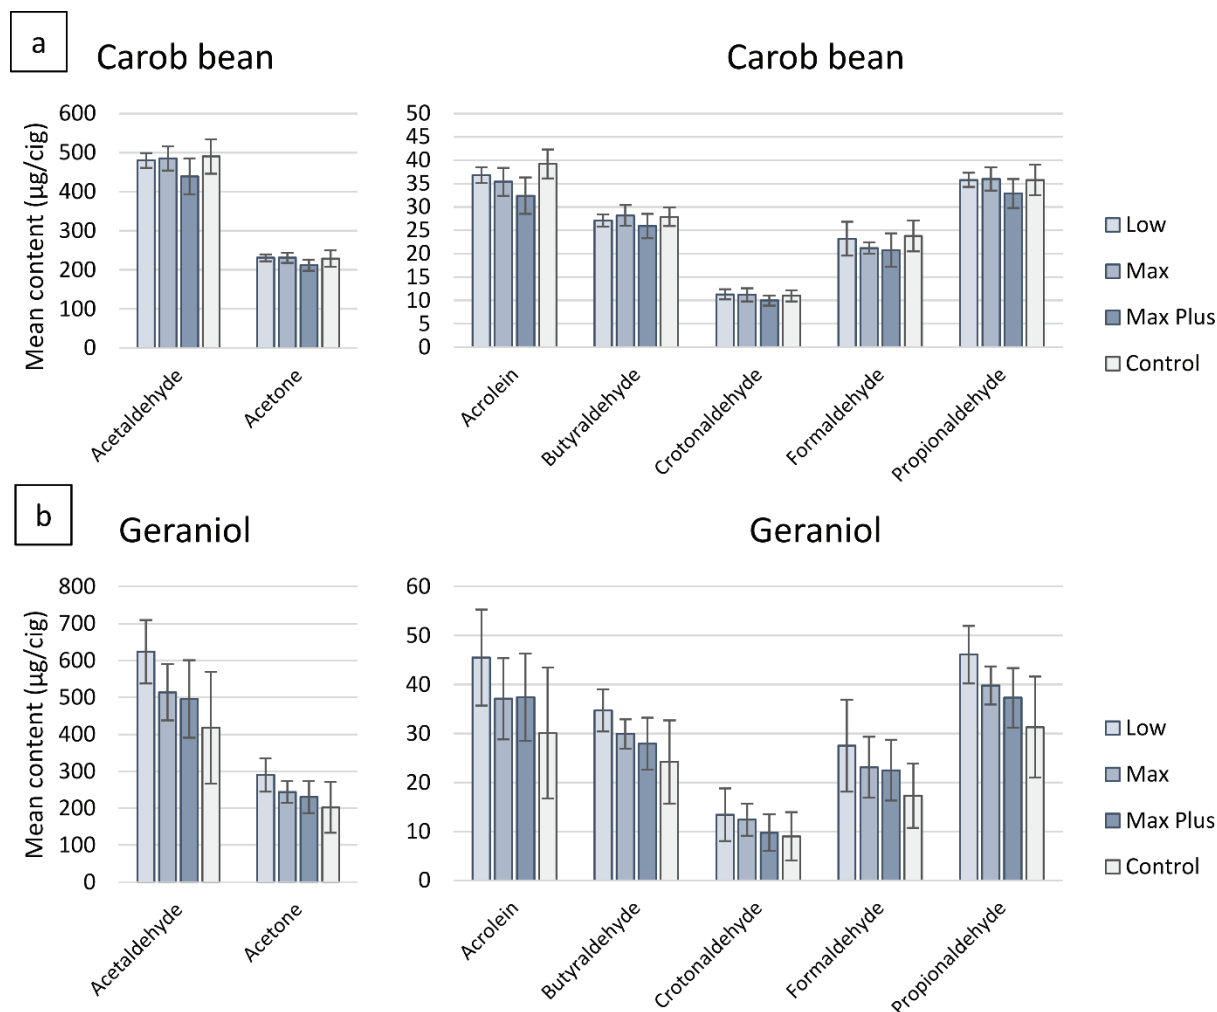 a
Carob bean
Carob bean
Mean content (µg/cig)
600
500
400
300
200
100
0
Acetaldehyde
Acetone
50
45
40
35
30
25
20
15
10
5
0
Acrolein
Butyraldehyde
Crotonaldehyde
Formaldehyde
Propionaldehyde
Low
Max
Max Plus
Control
b
Geraniol
Geraniol
Mean content (µg/cig)
800
700
600
500
400
300
200
100
0
Acetaldehyde
Acetone
60
50
40
30
20
10
0
Acrolein
Butyraldehyde
Crotonaldehyde
Formaldehyde
Propionaldehyde
Low
Max
Max Plus
Control